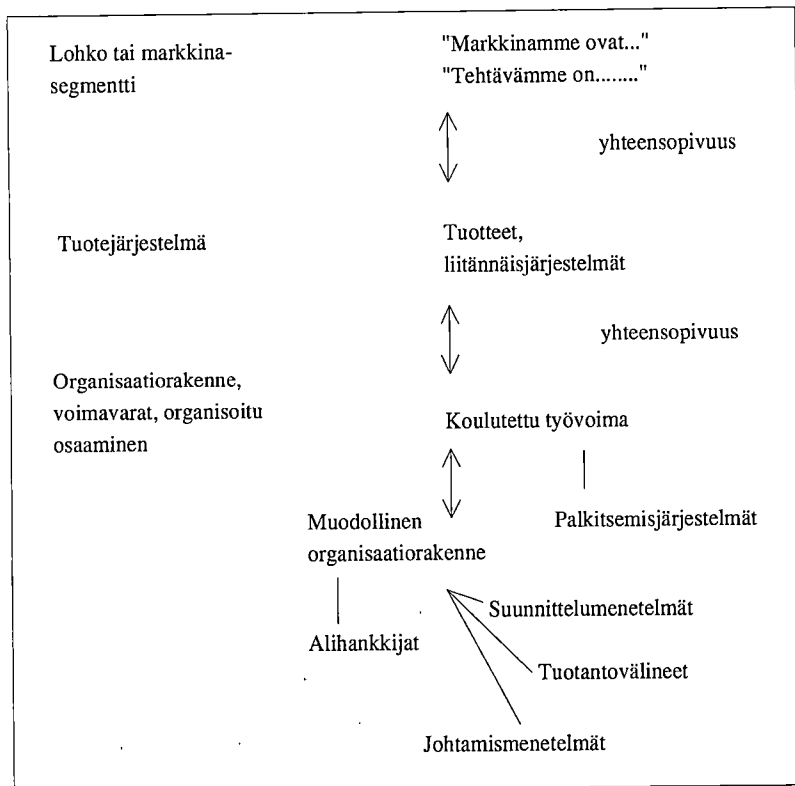 Lohko tai markkina-
segmentti
"Markkinamme ovat..."
"Tehtävämme on........"
yhteensopivuus
Tuotejärjestelmä
Tuotteet,
liitännäisjärjestelmät
yhteensopivuus
Organisaatiorakenne,
voimavarat, organisoitu
osaaminen
Koulutettu työvoima
Muodollinen
organisaatiorakenne
Palkitsemisjärjestelmät
Suunnittelumenetelmät
Alihankkijat
Tuotantovälineet
Johtamismenetelmät